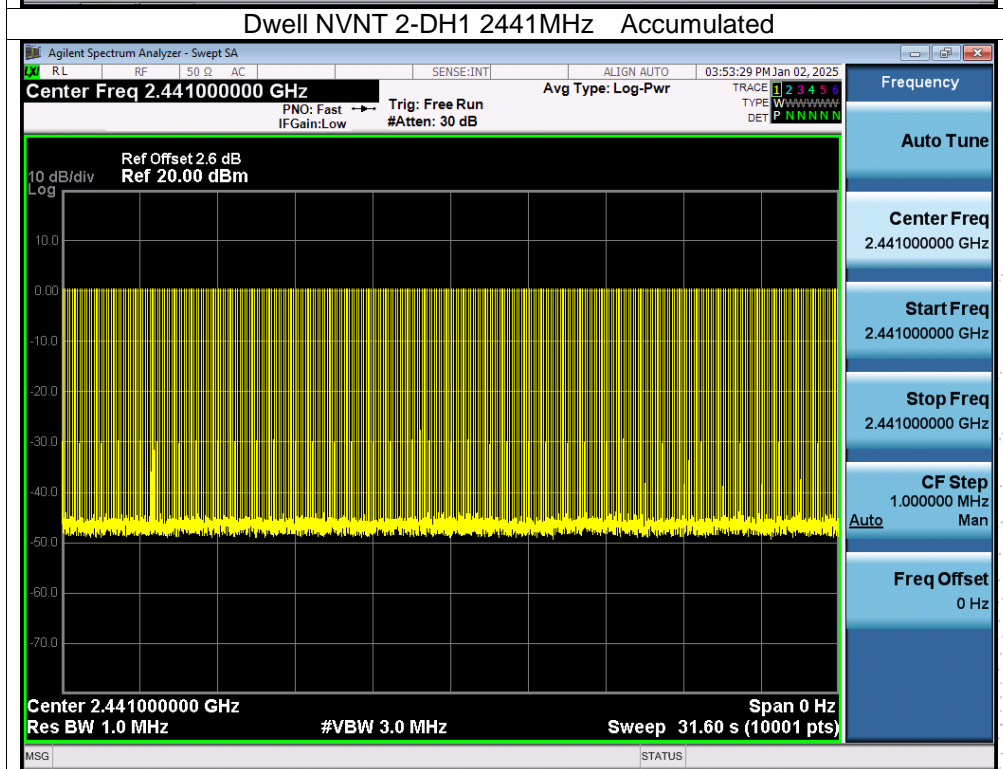 Dwell NVNT 2-DH1 2441MHz Accumulated
Agilent Spectrum Analyzer - Swept SA
LXI RL RF 50 Ω AC SENSE:INT ALIGN AUTO 03:53:29 PM Jan 02, 2025
Center Freq 2.441000000 GHz
PNO: Fast
IFGain:Low
Trig: Free Run
#Atten: 30 dB
Avg Type: Log-Pwr
TRACE 1 2 3 4 5 6
TYPE WWWWWW
DET P N N N N N
Ref Offset 2.6 dB
10 dB/div Ref 20.00 dBm
Log
10.0
0.00
-10.0
-20.0
-30.0
-40.0
-50.0
-60.0
-70.0
Center 2.441000000 GHz Span 0 Hz
Res BW 1.0 MHz #VBW 3.0 MHz Sweep 31.60 s (10001 pts)
MSG STATUS
Frequency
Auto Tune
Center Freq
2.441000000 GHz
Start Freq
2.441000000 GHz
Stop Freq
2.441000000 GHz
CF Step
1.000000 MHz
Auto Man
Freq Offset
0 Hz